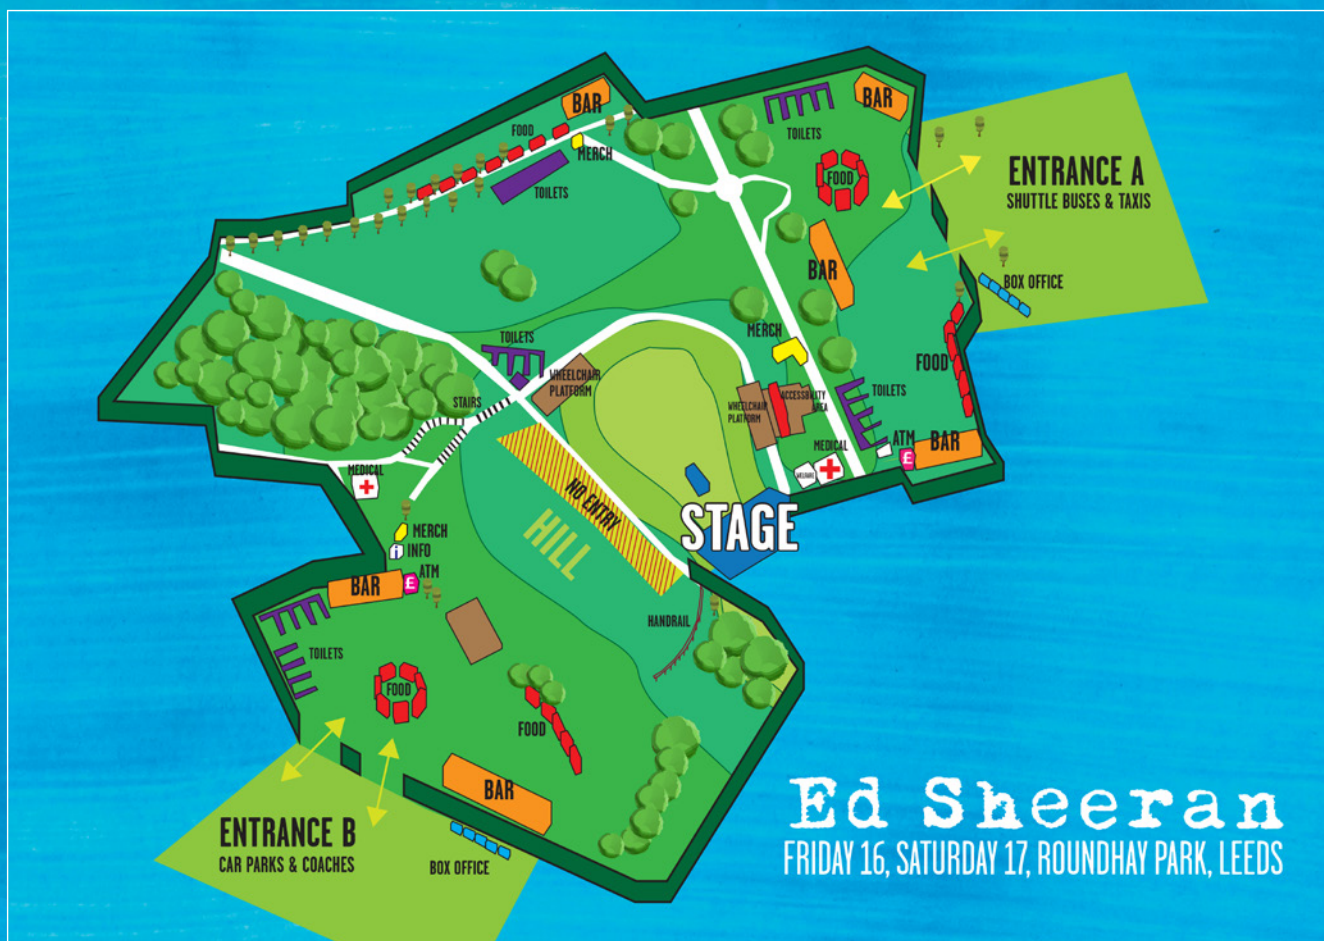 BAR
BAR
FOOD
TOILETS
MERCH
TOILETS
FOOD
ENTRANCE A
SHUTTLE BUSES & TAXIS
BAR
BOX OFFICE
MERCH
TOILETS
WHEELCHAIR
PLATFORM
FOOD
STAIRS
WHEELCHAIR
PLATFORM
ACCESSIBILITY
AREA
TOILETS
MEDICAL
WELFARE
ATM
£
BAR
MEDICAL
NO ENTRY
HILL
STAGE
MERCH
i
INFO
ATM
£
BAR
HANDRAIL
TOILETS
FOOD
FOOD
BAR
ENTRANCE B
CAR PARKS & COACHES
BOX OFFICE
Ed Sheeran
FRIDAY 16, SATURDAY 17, ROUNDHAY PARK, LEEDS